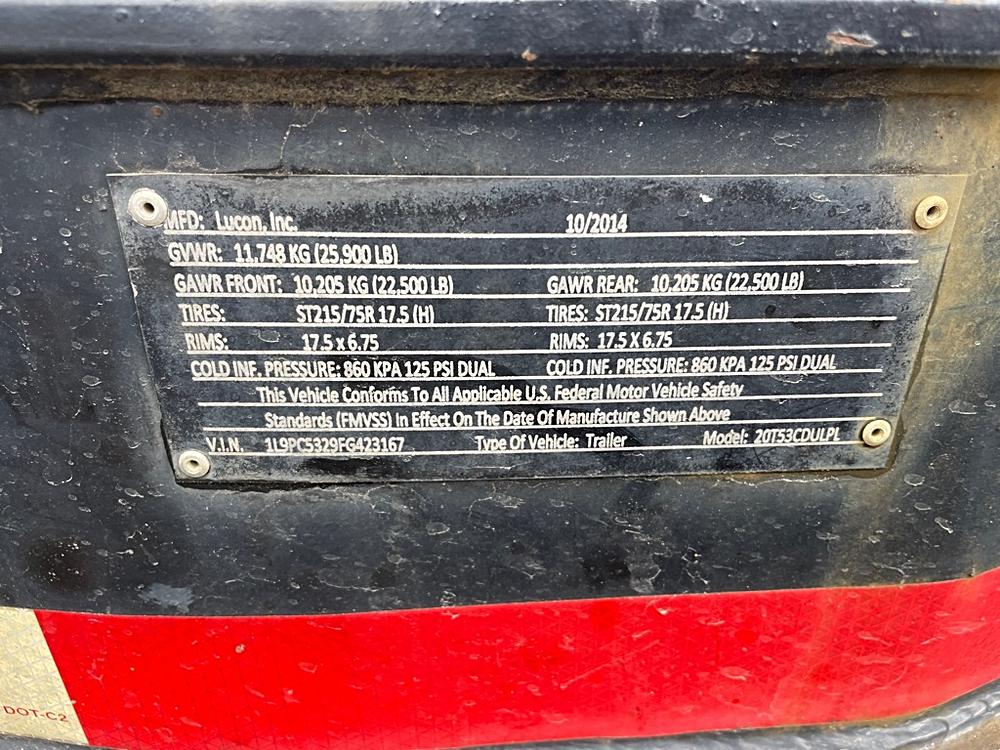 MFD: Lucon, Inc. 10/2014
GVWR: 11,748 KG (25,900 LB)
GAWR FRONT: 10,205 KG (22,500 LB) GAWR REAR: 10,205 KG (22,500 LB)
TIRES: ST215/75R 17.5 (H) TIRES: ST215/75R 17.5 (H)
RIMS: 17.5 x 6.75 RIMS: 17.5 x 6.75
COLD INF. PRESSURE: 860 KPA 125 PSI DUAL COLD INF. PRESSURE: 860 KPA 125 PSI DUAL
This Vehicle Conforms To All Applicable U.S. Federal Motor Vehicle Safety
Standards (FMVSS) In Effect On The Date Of Manufacture Shown Above
V.I.N. 1L9PC5329FG423167 Type Of Vehicle: Trailer Model: 20T53CDULPL
DOT-C2